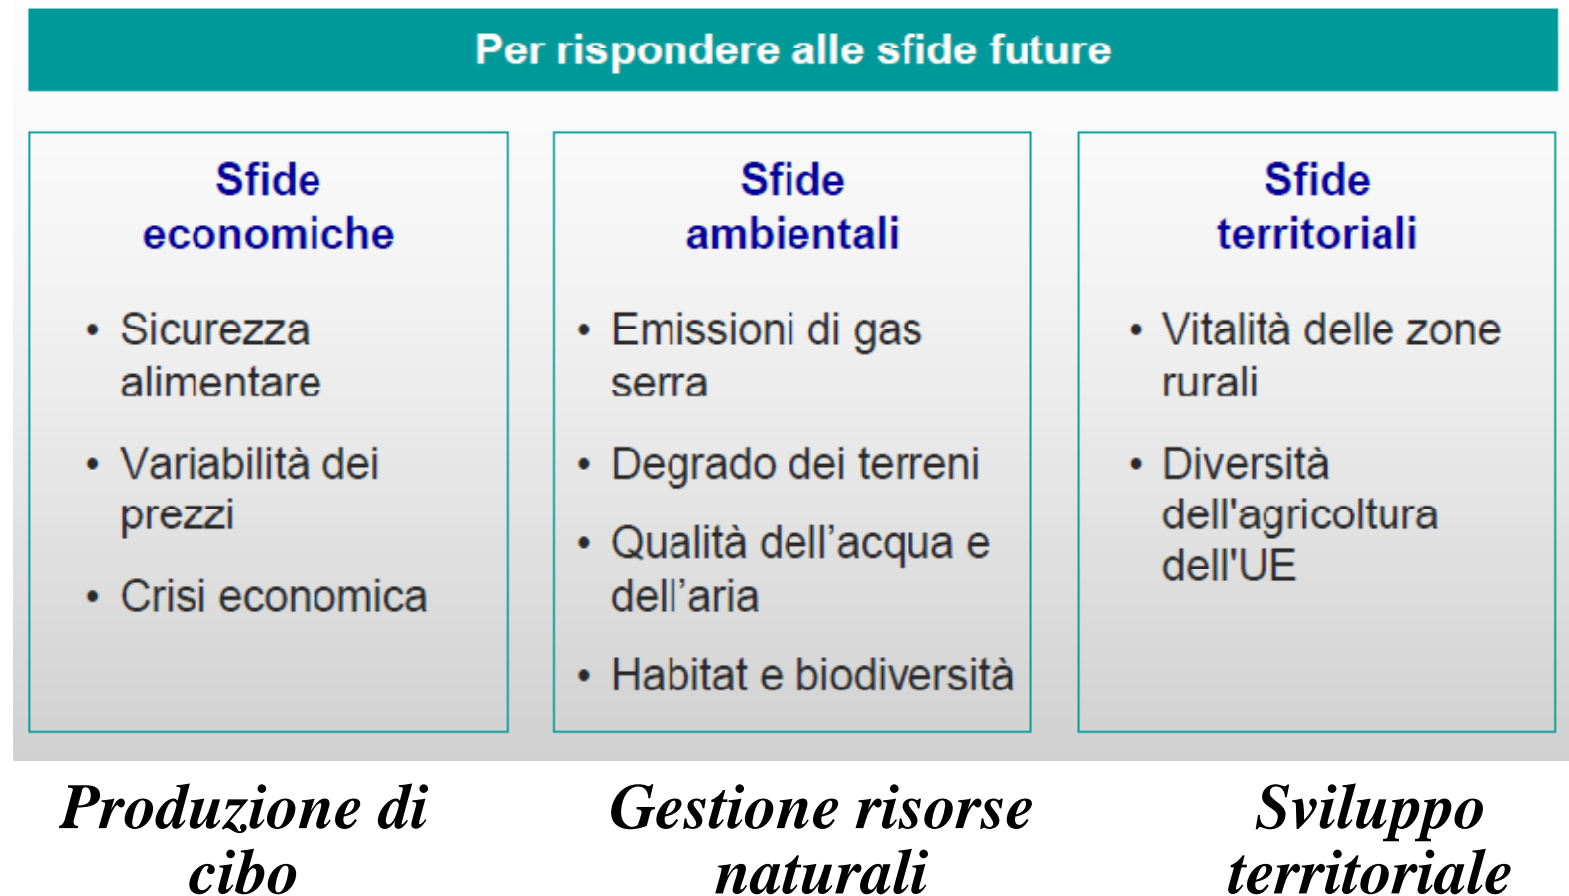 Per rispondere alle sfide future
Sfide
economiche
• Sicurezza
alimentare
• Variabilità dei
prezzi
• Crisi economica
Sfide
ambientali
• Emissioni di gas
serra
• Degrado dei terreni
• Qualità dell’acqua e
dell’aria
• Habitat e biodiversità
Sfide
territoriali
• Vitalità delle zone
rurali
• Diversità
dell'agricoltura
dell'UE
Produzione di
cibo
Gestione risorse
naturali
Sviluppo
territoriale